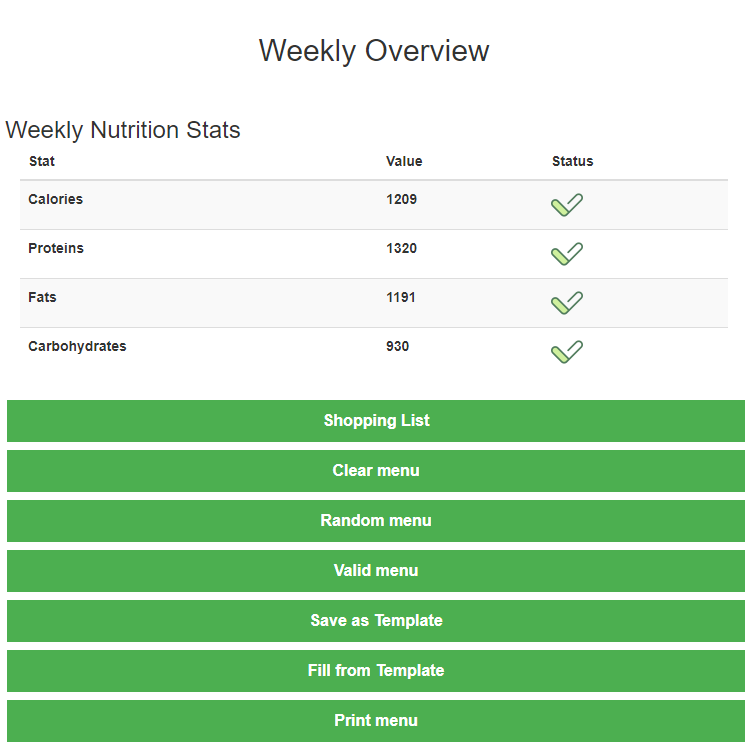 Weekly Overview
Weekly Nutrition Stats
Stat Value Status
Calories 1209
Proteins 1320
Fats 1191
Carbohydrates 930
Shopping List
Clear menu
Random menu
Valid menu
Save as Template
Fill from Template
Print menu